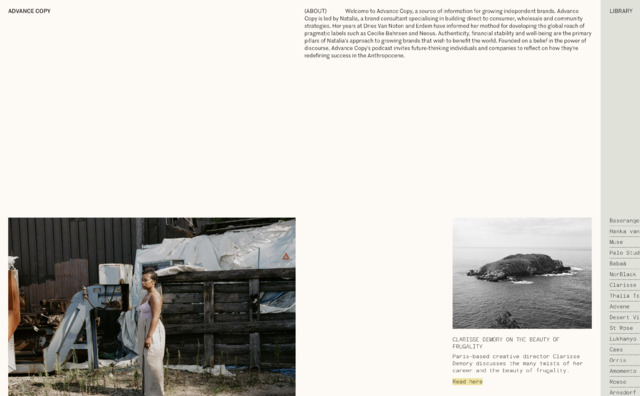 ADVANCE COPY
(ABOUT) Welcome to Advance Copy, a source of information for growing independent brands. Advance
Copy is led by Natalie, a brand consultant specialising in building direct to consumer, wholesale and community
strategies. Her years at Dries Van Noten and Erdem have informed her method for developing the global reach of
pragmatic labels such as Cecilie Bahnsen and Neous. Authenticity, financial stability and well-being are the primary
pillars of Natalie's approach to growing brands that wish to benefit the world. Founded on a belief in the power of
discourse, Advance Copy's podcast invites future-thinking individuals and companies to reflect on how they're
redefining success in the Anthropocene.
LIBRARY
CLARISSE DEMORY ON THE BEAUTY OF
FRUGALITY
Paris-based creative director Clarisse
Demory discusses the many twists of her
career and the beauty of frugality.
Read here
Baserange
Henka van
Muse
Palo Stud
Babaà
NorBlack
Clarisse
Thalia
Advene
Desert Vi
St Rose
Lukhanyo
Casa
Orris
Amomento
Rowse
Arnsdorf